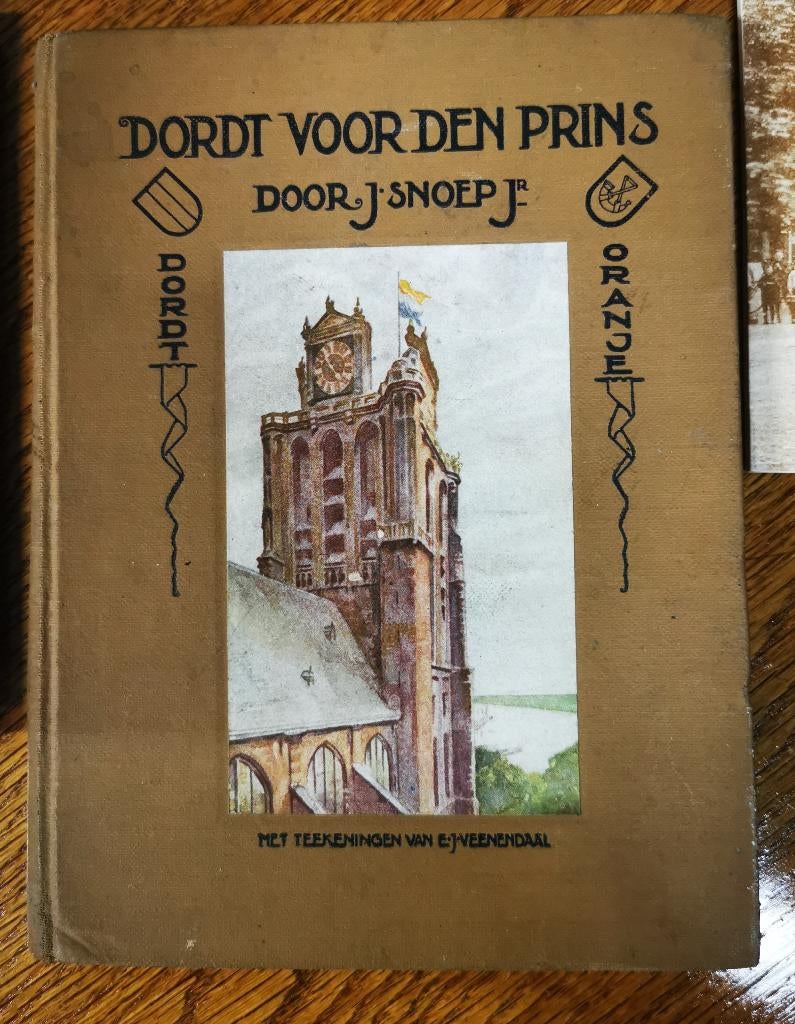 DORDT VOOR DEN PRINS
DOOR J. SNOEP JR
DORDT
ORANJE
MET TEEKENINGEN VAN E.J.VEENENDAAL